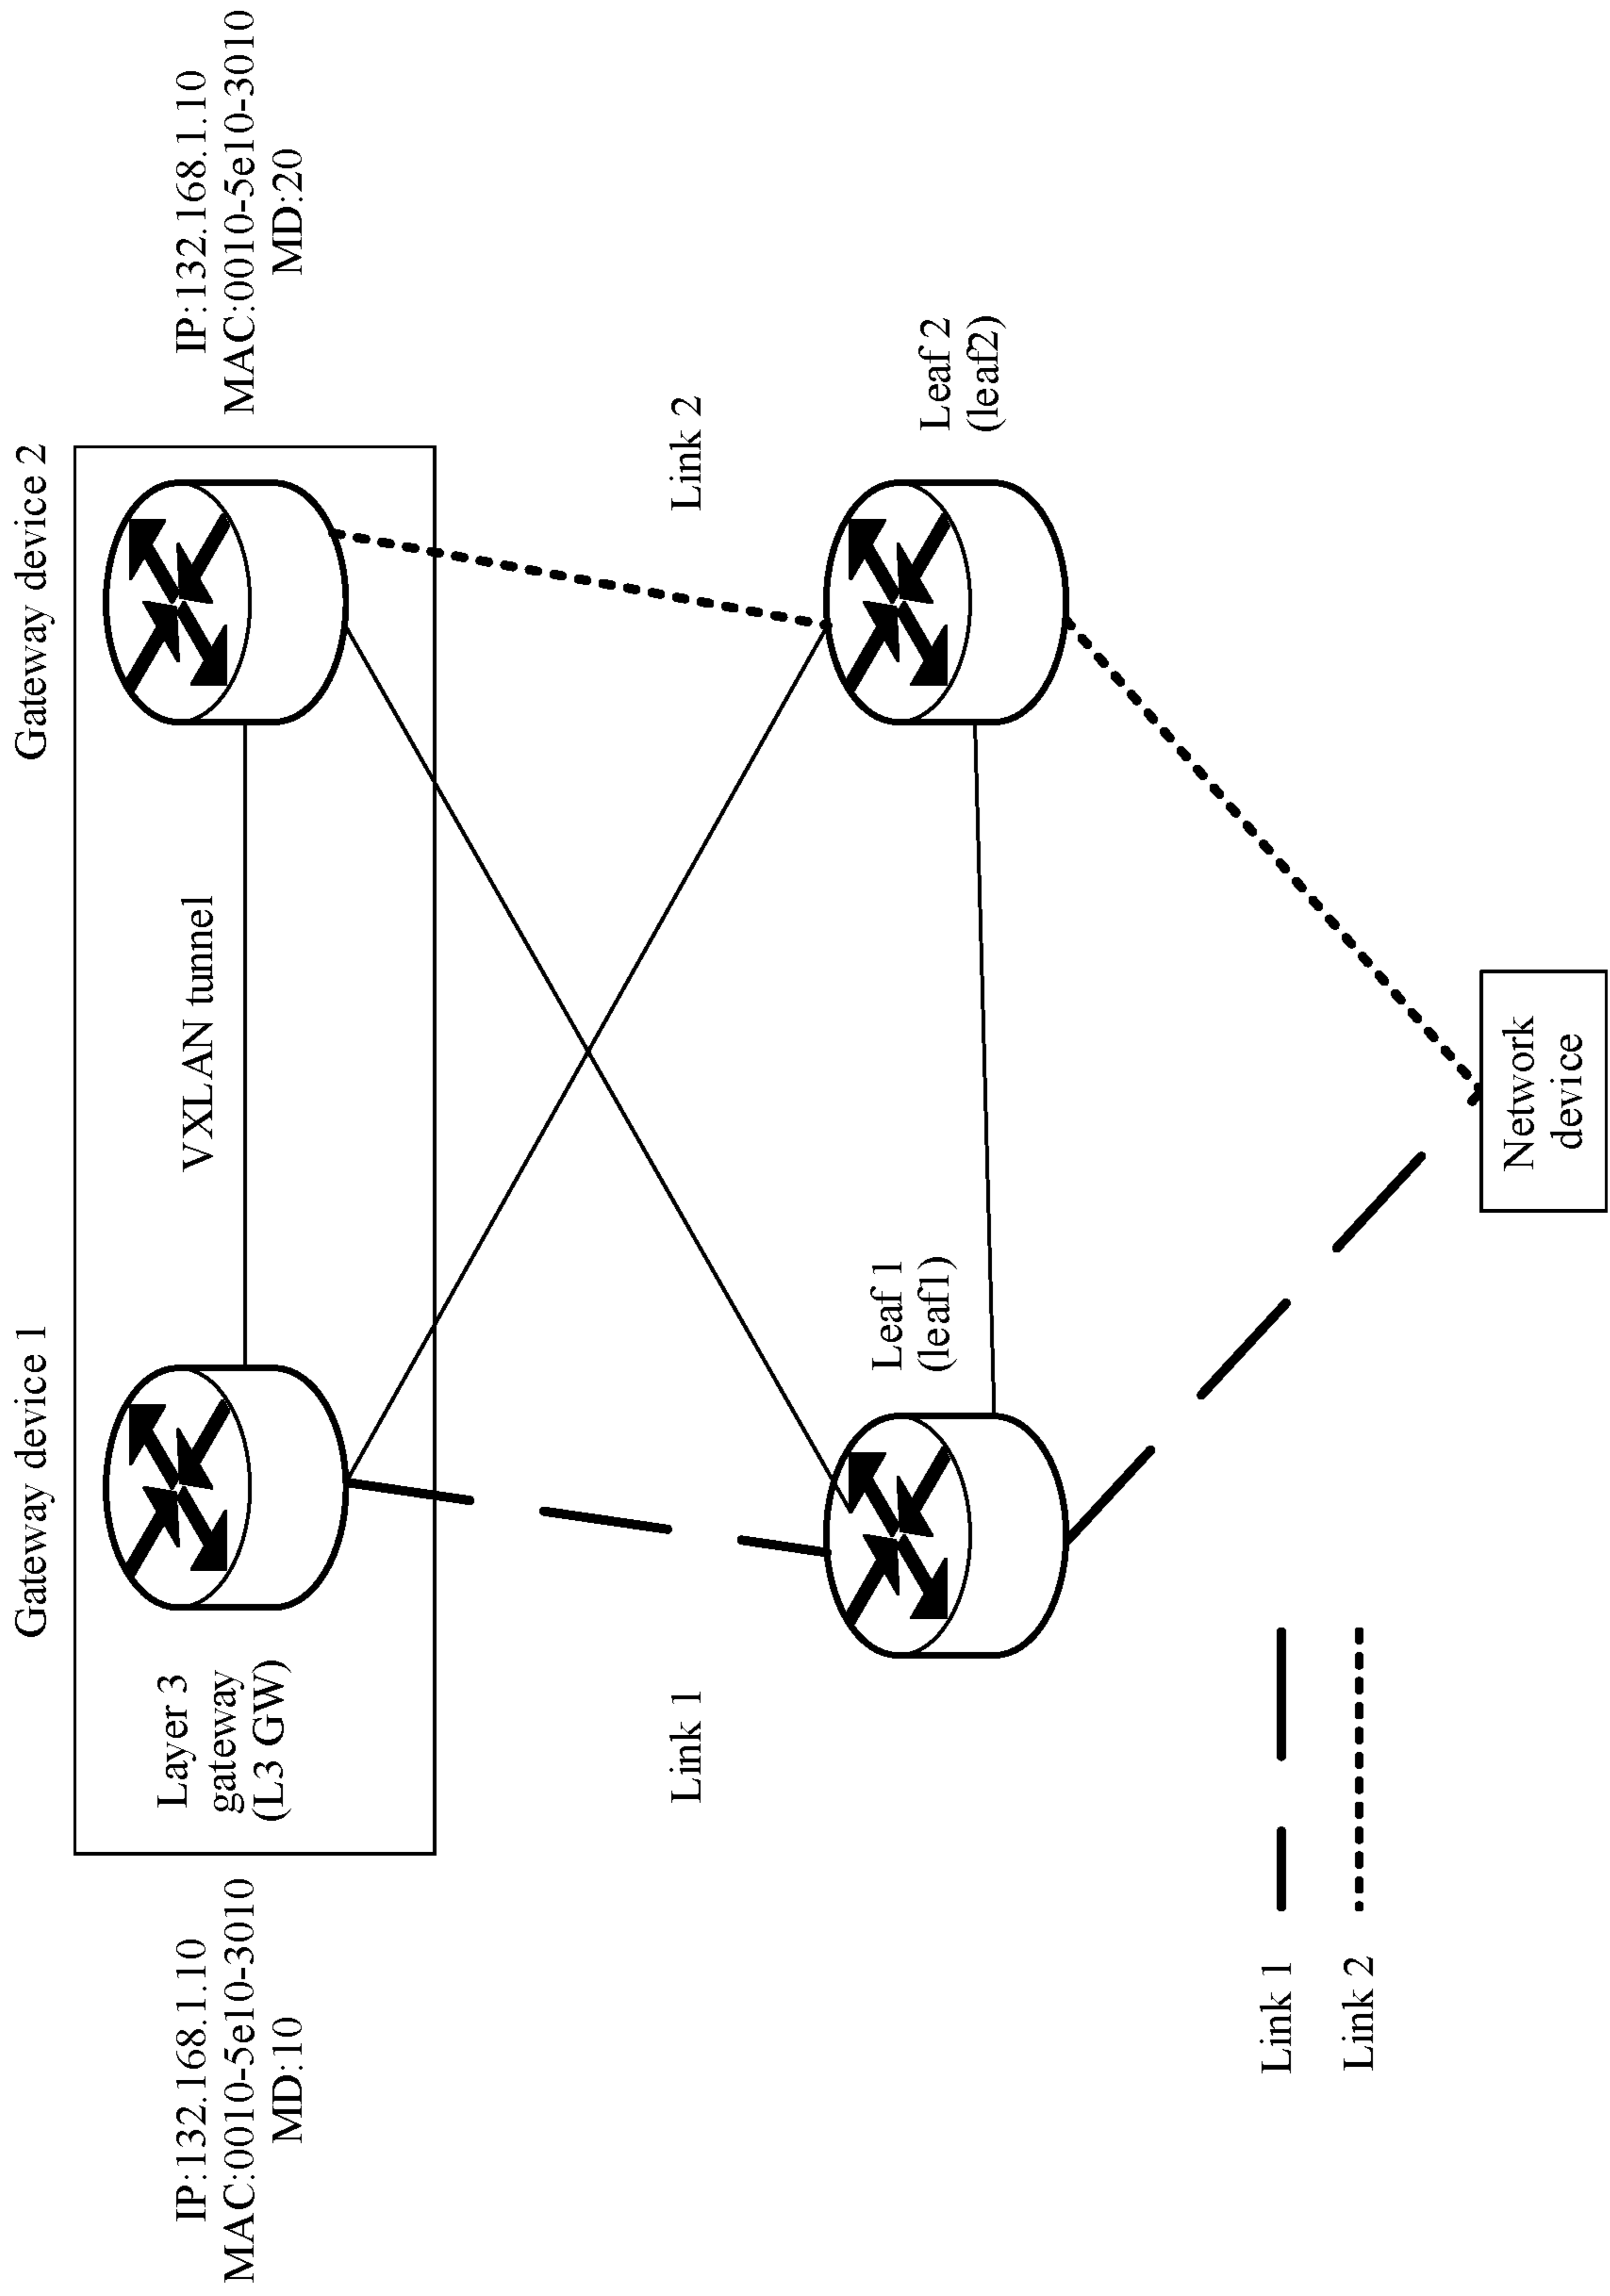 Gateway device 1
Gateway device 2
IP:132.168.1.10
MAC:0010-5e10-3010
MD:10
Layer 3
gateway
(L3 GW)
VXLAN tunnel
IP:132.168.1.10
MAC:0010-5e10-3010
MD:20
Link 1
Link 2
Leaf 1
(leaf1)
Leaf 2
(leaf2)
Link 1
Link 2
Network
device